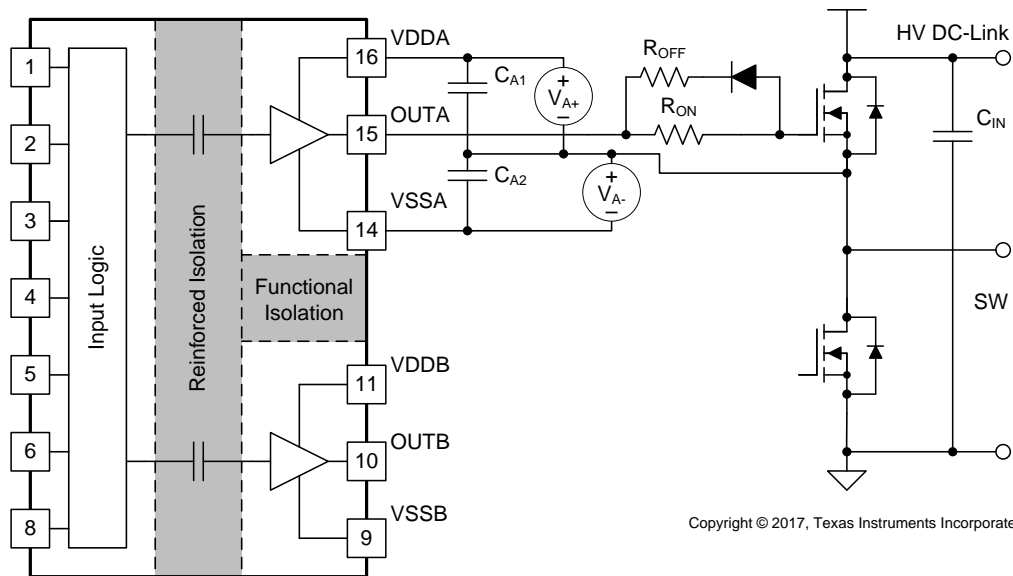 1
2
3
4
5
6
8
Input Logic
Reinforced Isolation
Functional
Isolation
16
15
14
11
10
9
VDDA
OUTA
VSSA
VDDB
OUTB
VSSB
CA1
CA2
+
VA+
−
+
VA-
−
ROFF
RON
HV DC-Link
CIN
SW
Copyright © 2017, Texas Instruments Incorporate